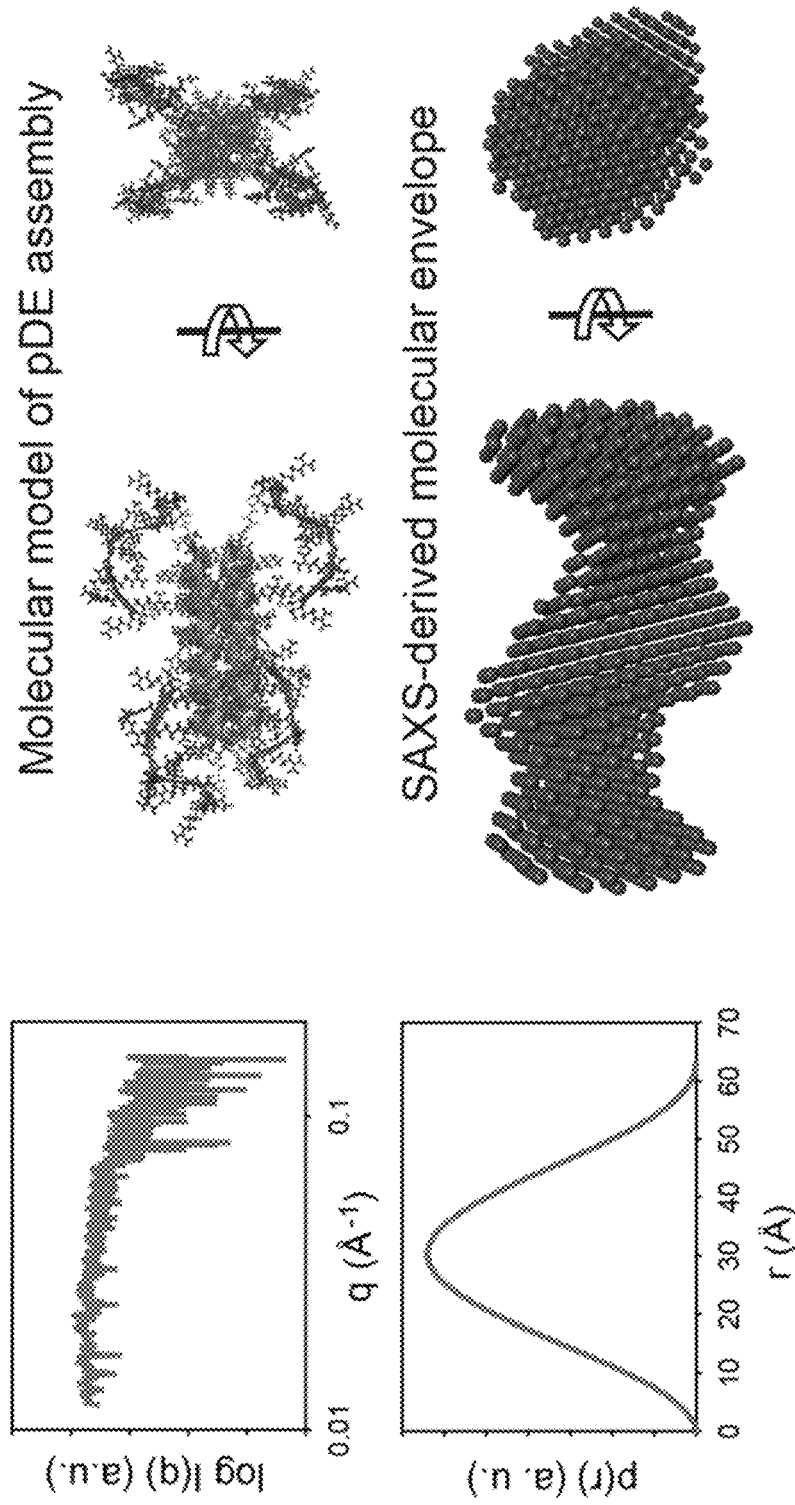 log I(q) (a.u.)
0.01
0.1
q (Å⁻¹)
p(r) (a. u.)
0 10 20 30 40 50 60 70
r (Å)
Molecular model of pDE assembly
SAXS-derived molecular envelope